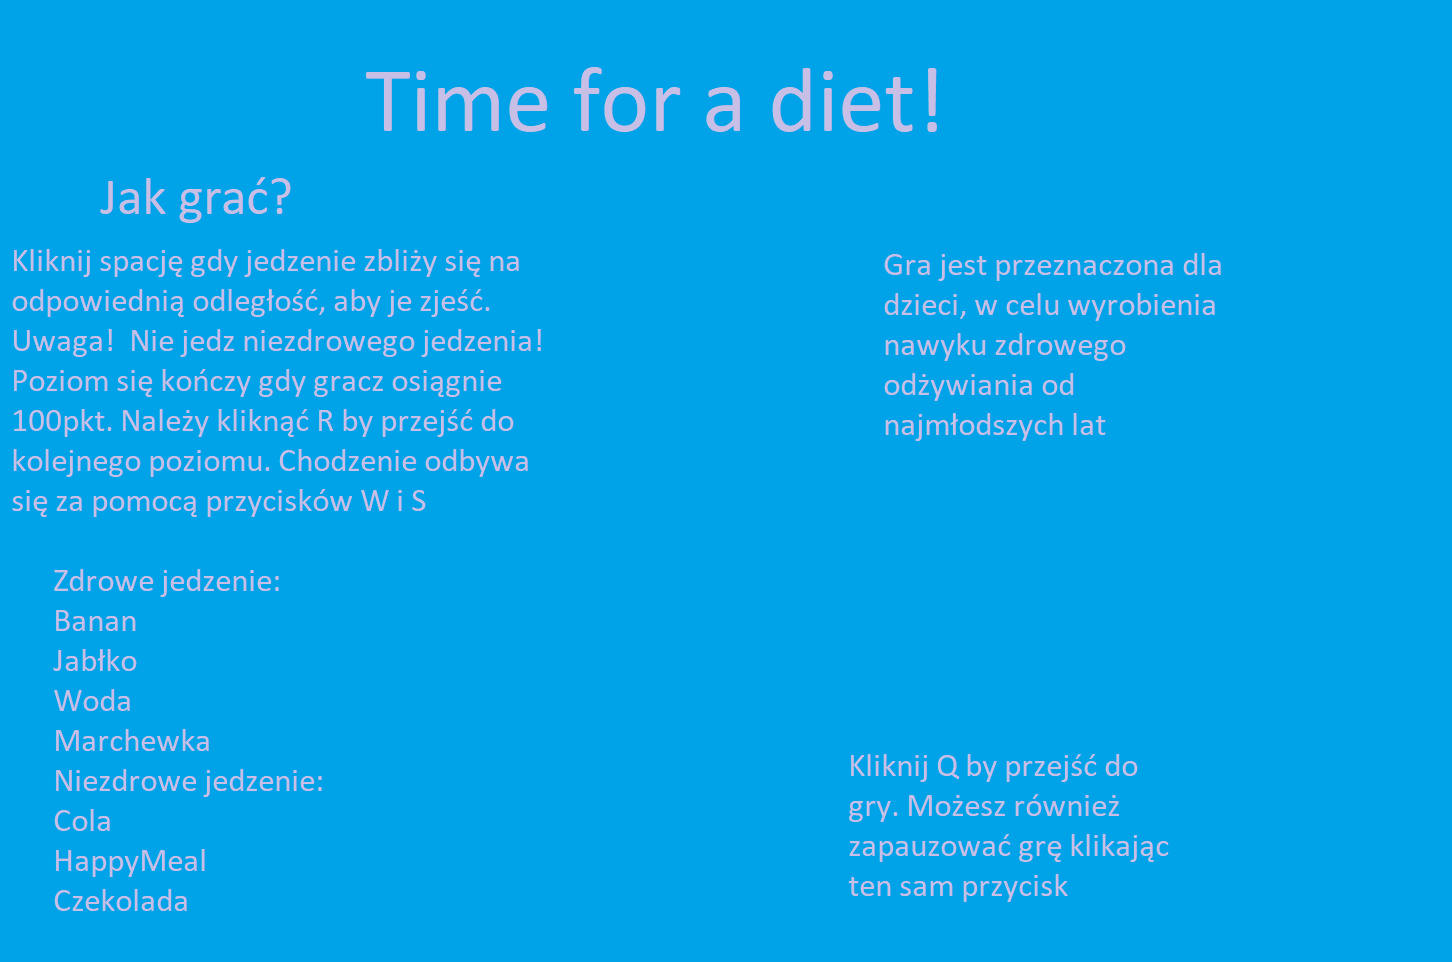 Time for a diet!
Jak grać?
Kliknij spację gdy jedzenie zbliży się na
odpowiednią odległość, aby je zjeść.
Uwaga!  Nie jedz niezdrowego jedzenia!
Poziom się kończy gdy gracz osiągnie
100pkt. Należy kliknąć R by przejść do
kolejnego poziomu. Chodzenie odbywa
się za pomocą przycisków W i S
Zdrowe jedzenie:
Banan
Jabłko
Woda
Marchewka
Niezdrowe jedzenie:
Cola
HappyMeal
Czekolada
Gra jest przeznaczona dla
dzieci, w celu wyrobienia
nawyku zdrowego
odżywiania od
najmłodszych lat
Kliknij Q by przejść do
gry. Możesz również
zapauzować grę klikając
ten sam przycisk